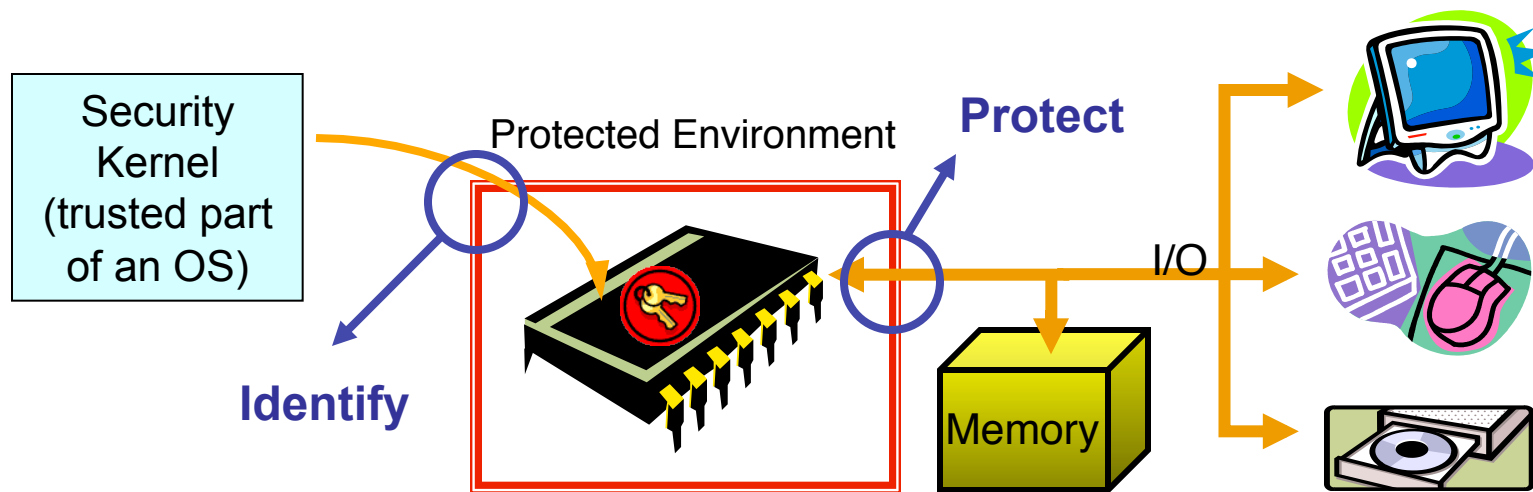 Security
Kernel
(trusted part
of an OS)
Protected Environment
Protect
I/O
Identify
Memory